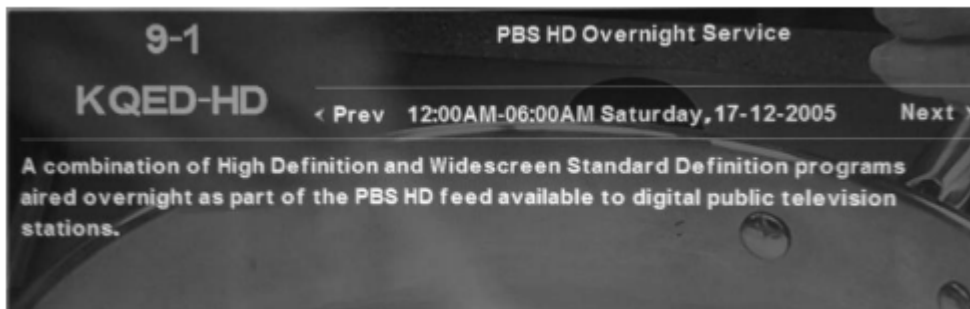 9-1
PBS HD Overnight Service
KQED-HD
< Prev 12:00AM-06:00AM Saturday,17-12-2005 Next >
A combination of High Definition and Widescreen Standard Definition programs
aired overnight as part of the PBS HD feed available to digital public television
stations.